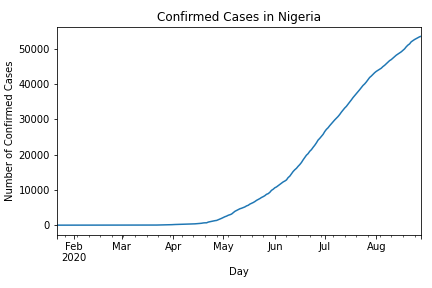 Confirmed Cases in Nigeria
Number of Confirmed Cases
50000
40000
30000
20000
10000
0
Feb Mar Apr May Jun Jul Aug
2020
Day